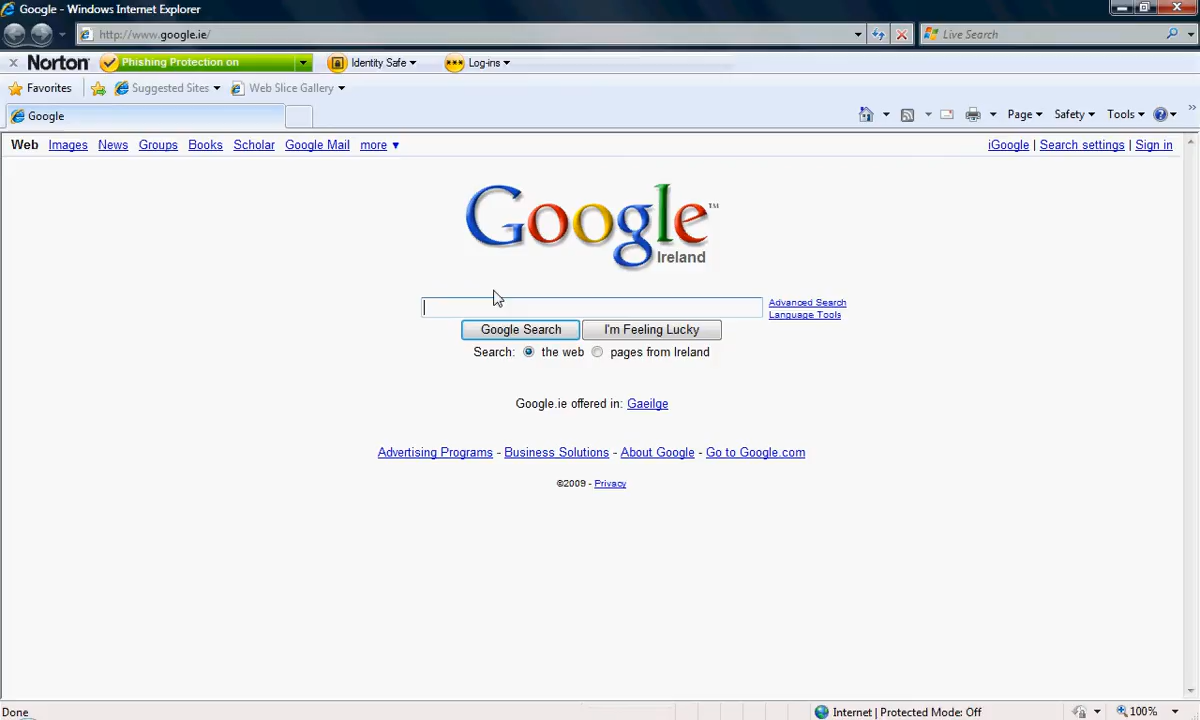 Google - Windows Internet Explorer
http://www.google.ie/
Live Search
Norton
Phishing Protection on
Identity Safe
Log-ins
Favorites
Suggested Sites
Web Slice Gallery
Google
Page
Safety
Tools
Web Images News Groups Books Scholar Google Mail more ▼
iGoogle | Search settings | Sign in
Google™
Ireland
Advanced Search
Language Tools
Google Search
I'm Feeling Lucky
Search: the web pages from Ireland
Google.ie offered in: Gaeilge
Advertising Programs - Business Solutions - About Google - Go to Google.com
©2009 - Privacy
Done
Internet | Protected Mode: Off
100%